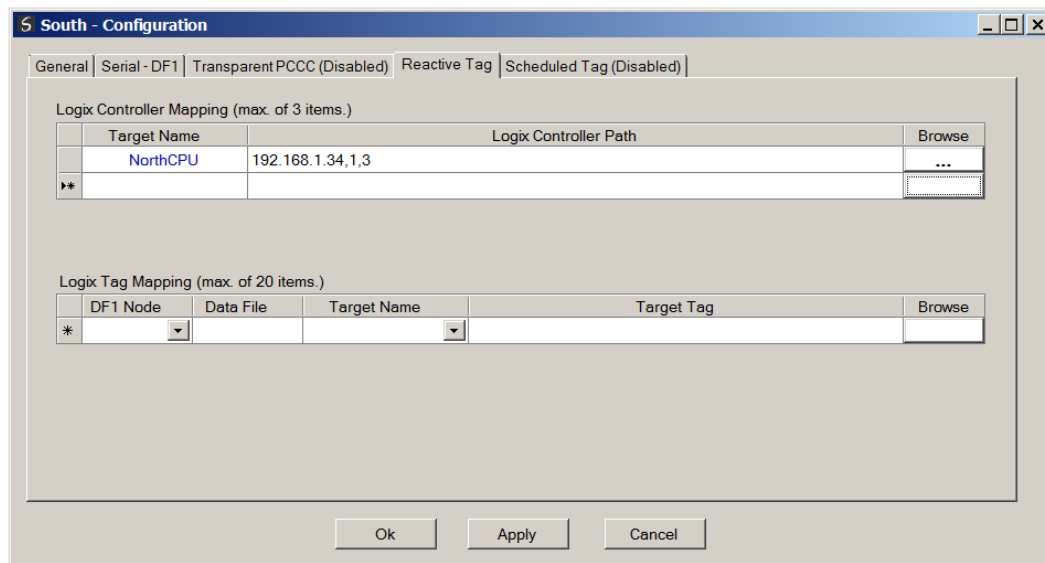 South - Configuration
General Serial - DF1 Transparent PCCC (Disabled) Reactive Tag Scheduled Tag (Disabled)
Logix Controller Mapping (max. of 3 items.)
Target Name Logix Controller Path Browse
NorthCPU 192.168.1.34,1,3 ...
Logix Tag Mapping (max. of 20 items.)
DF1 Node Data File Target Name Target Tag Browse
Ok Apply Cancel